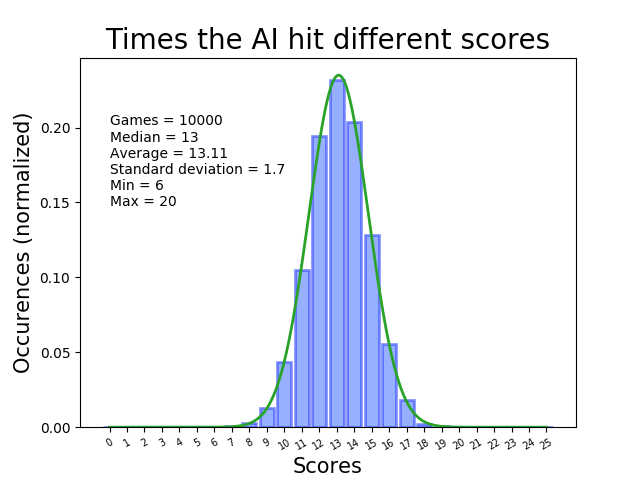 Times the AI hit different scores
Games = 10000
Median = 13
Average = 13.11
Standard deviation = 1.7
Min = 6
Max = 20
Occurences (normalized)
0.20
0.15
0.10
0.05
0.00
0 1 2 3 4 5 6 7 8 9 10 11 12 13 14 15 16 17 18 19 20 21 22 23 24 25
Scores